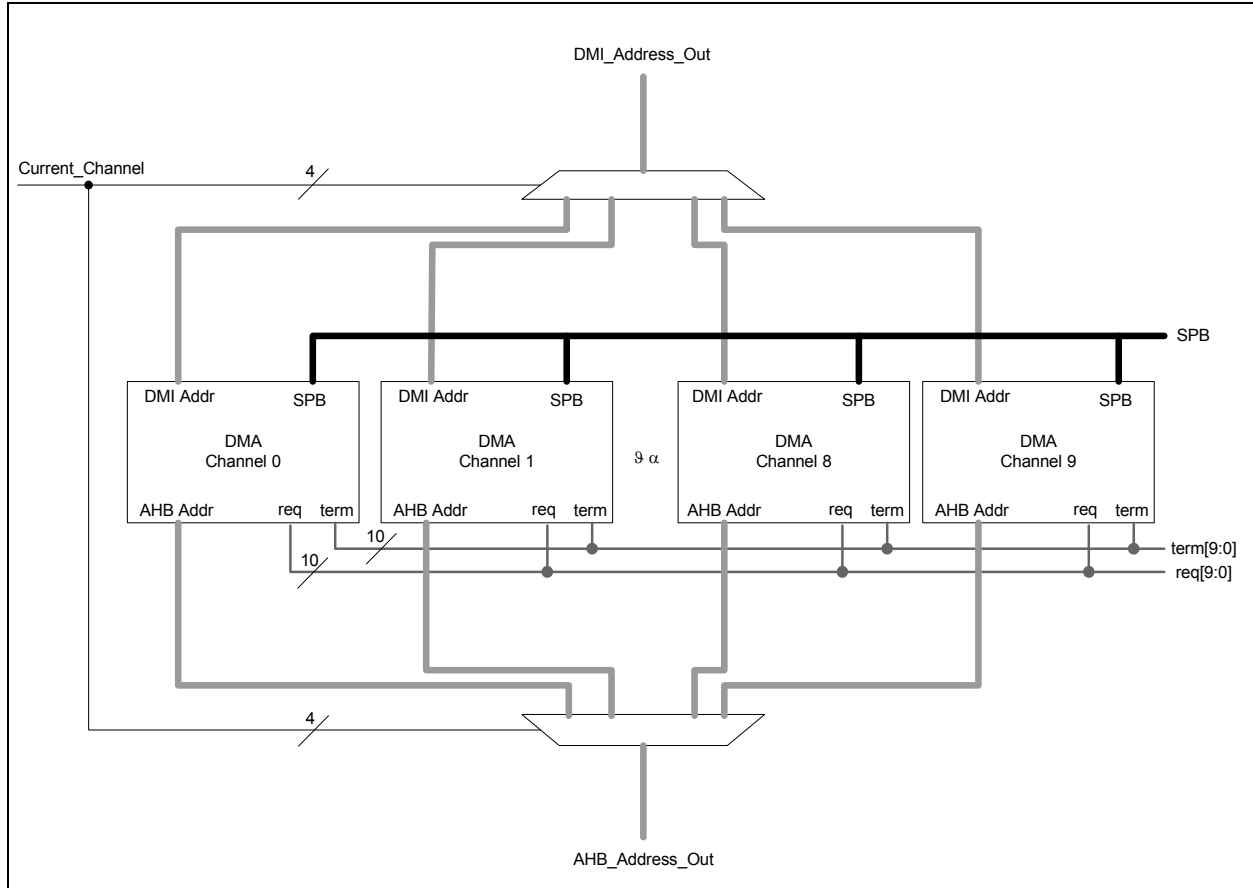 DMI_Address_Out
Current_Channel
4
SPB
DMI Addr
SPB
DMA
Channel 0
AHB Addr
req
term
DMI Addr
SPB
DMA
Channel 1
AHB Addr
req
term
ϑ α
DMI Addr
SPB
DMA
Channel 8
AHB Addr
req
term
DMI Addr
SPB
DMA
Channel 9
AHB Addr
req
term
10
term[9:0]
10
req[9:0]
4
AHB_Address_Out